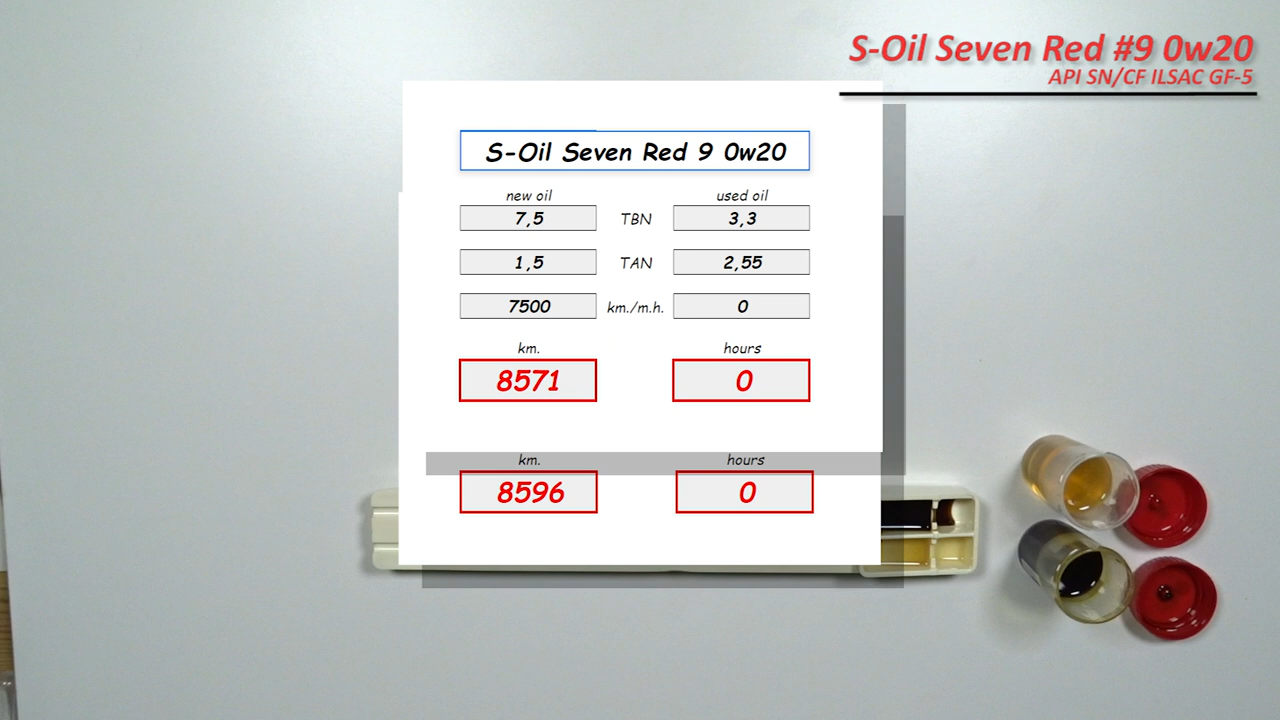 S-Oil Seven Red #9 0w20
API SN/CF ILSAC GF-5
S-Oil Seven Red 9 0w20
new oil used oil
7,5 TBN 3,3
1,5 TAN 2,55
7500 km./m.h. 0
km. hours
8571 0
km. hours
8596 0